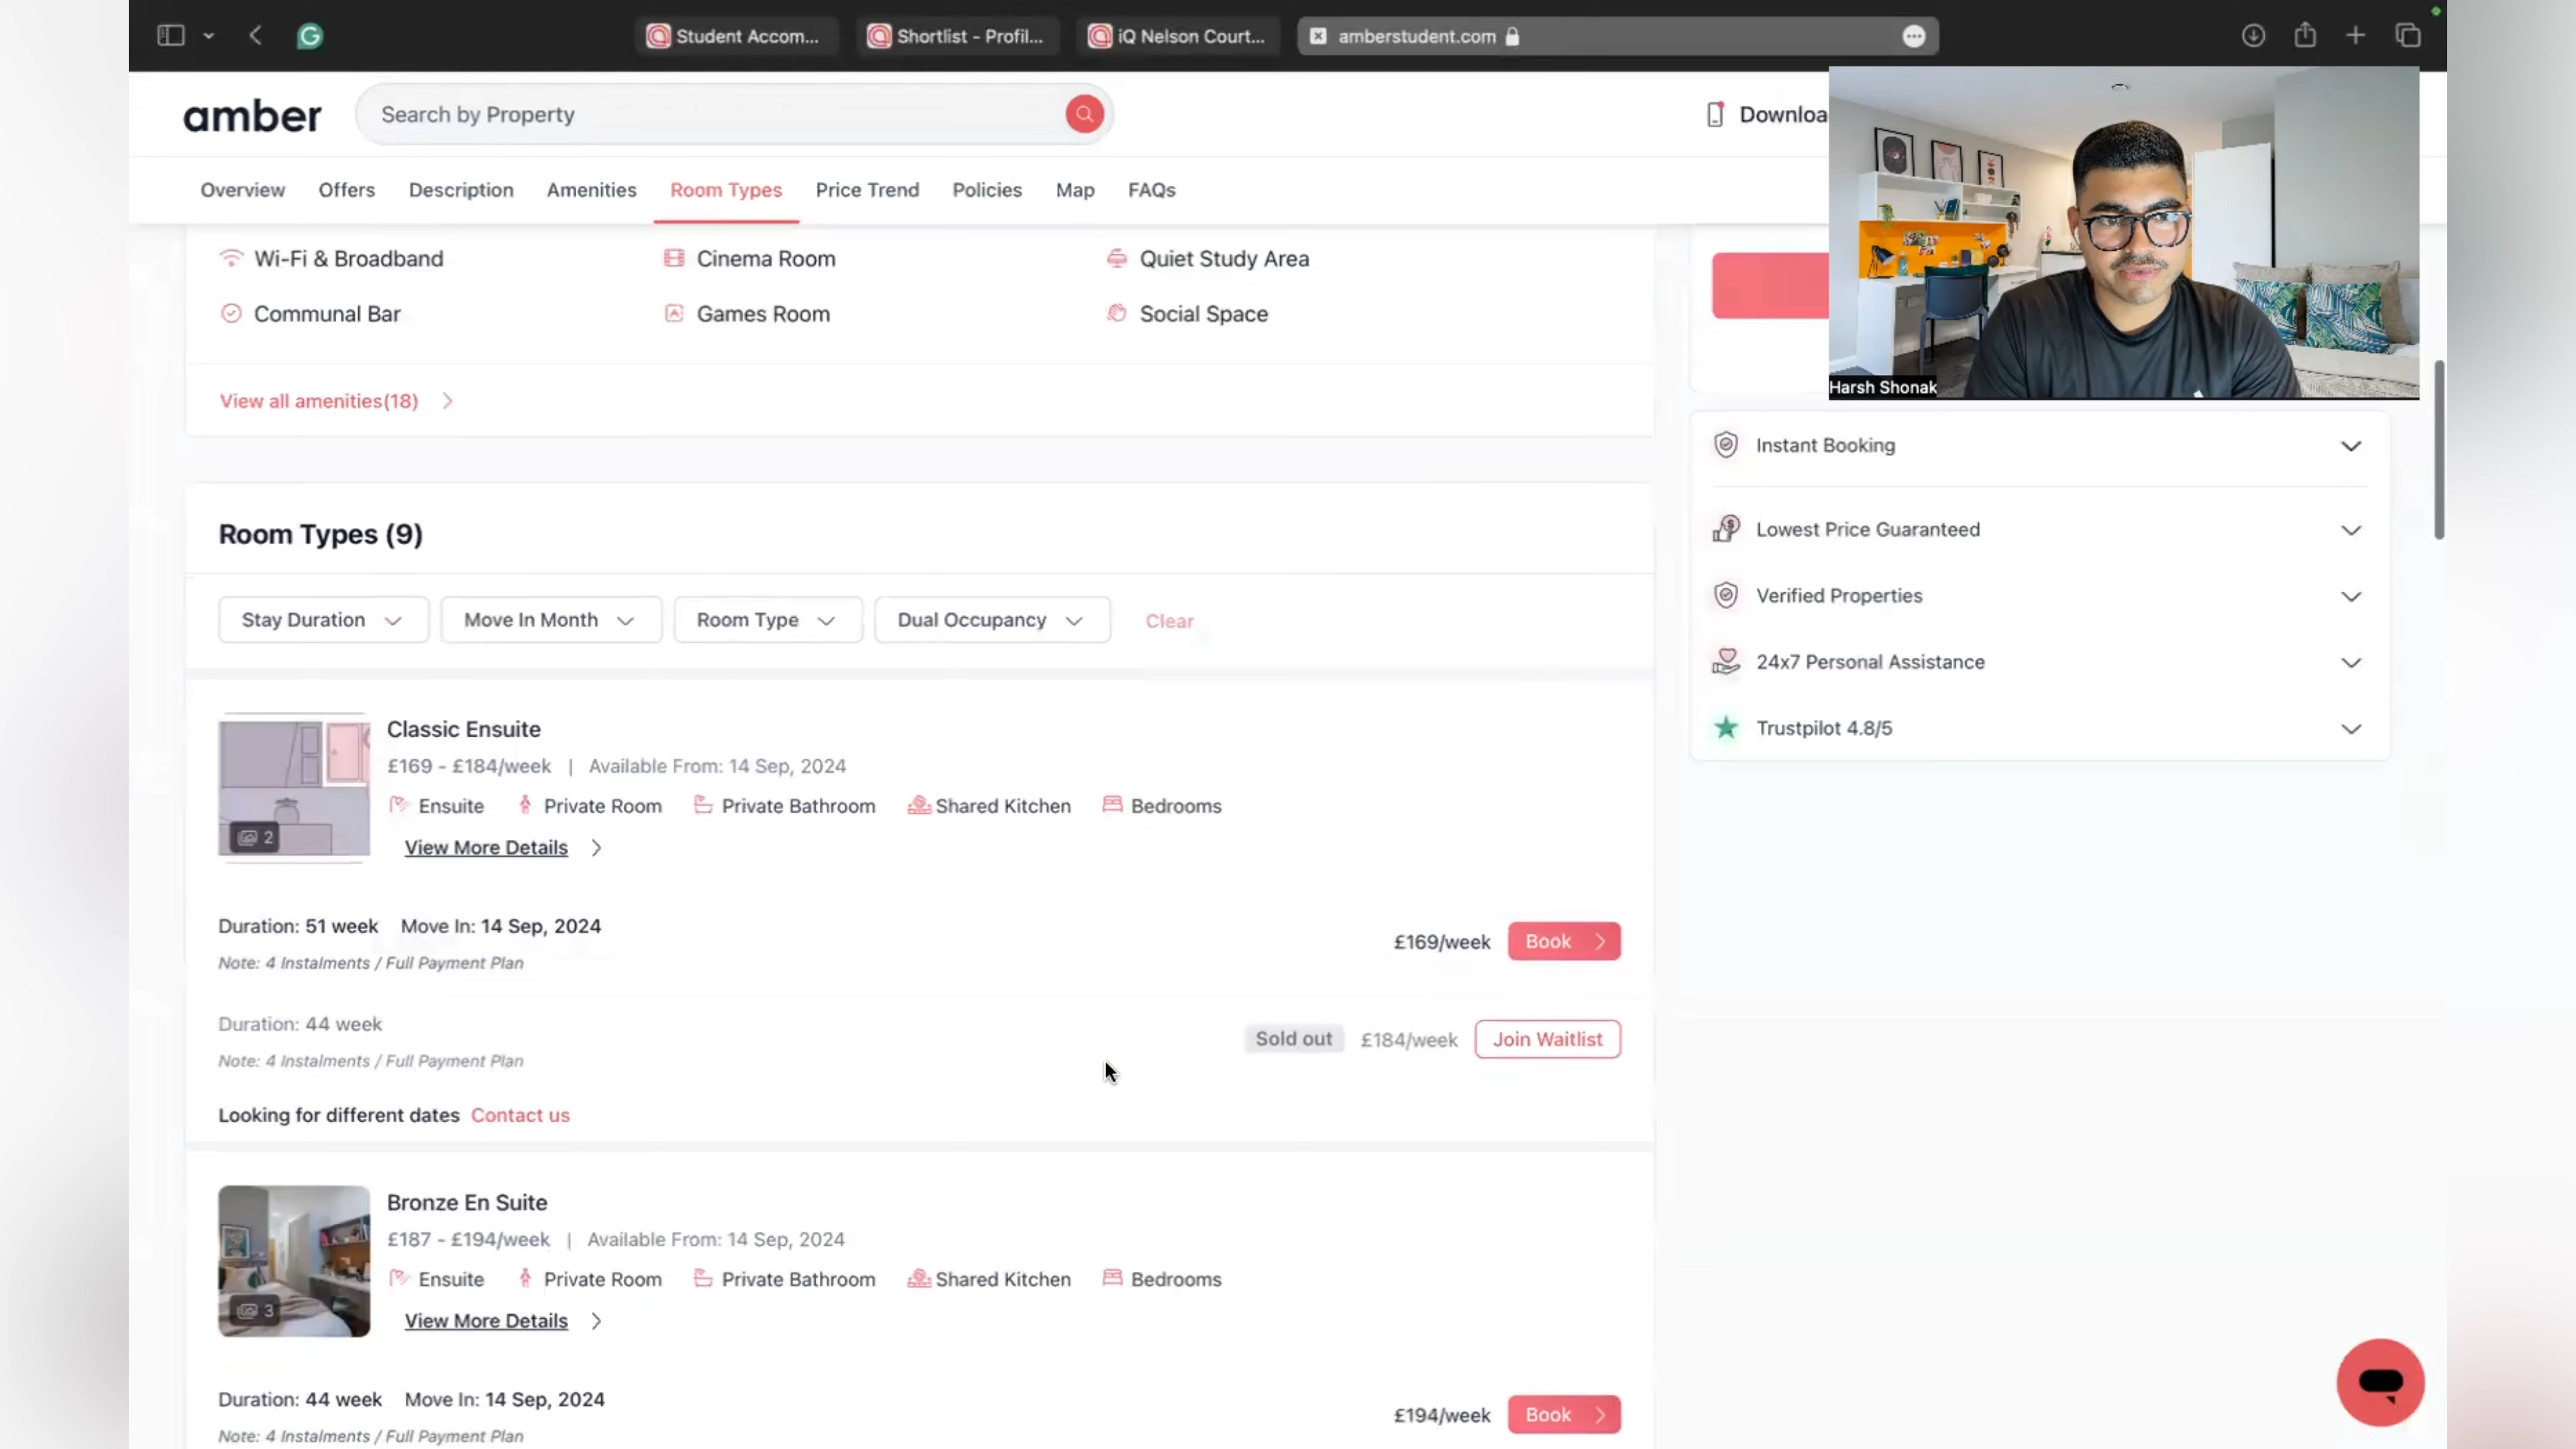 Student Accom...
Shortlist - Profil...
iQ Nelson Court...
amberstudent.com
amber
Search by Property
Downloa
Overview
Offers
Description
Amenities
Room Types
Price Trend
Policies
Map
FAQs
Harsh Shonak
Wi-Fi & Broadband
Cinema Room
Quiet Study Area
Communal Bar
Games Room
Social Space
View all amenities(18)
Instant Booking
Lowest Price Guaranteed
Verified Properties
24x7 Personal Assistance
Trustpilot 4.8/5
Room Types (9)
Stay Duration
Move In Month
Room Type
Dual Occupancy
Clear
Classic Ensuite
£169 - £184/week | Available From: 14 Sep, 2024
Ensuite
Private Room
Private Bathroom
Shared Kitchen
Bedrooms
2
View More Details
Duration: 51 week Move In: 14 Sep, 2024
£169/week
Book
Note: 4 Instalments / Full Payment Plan
Duration: 44 week
Sold out
£184/week
Join Waitlist
Note: 4 Instalments / Full Payment Plan
Looking for different dates Contact us
Bronze En Suite
£187 - £194/week | Available From: 14 Sep, 2024
Ensuite
Private Room
Private Bathroom
Shared Kitchen
Bedrooms
3
View More Details
Duration: 44 week Move In: 14 Sep, 2024
£194/week
Book
Note: 4 Instalments / Full Payment Plan